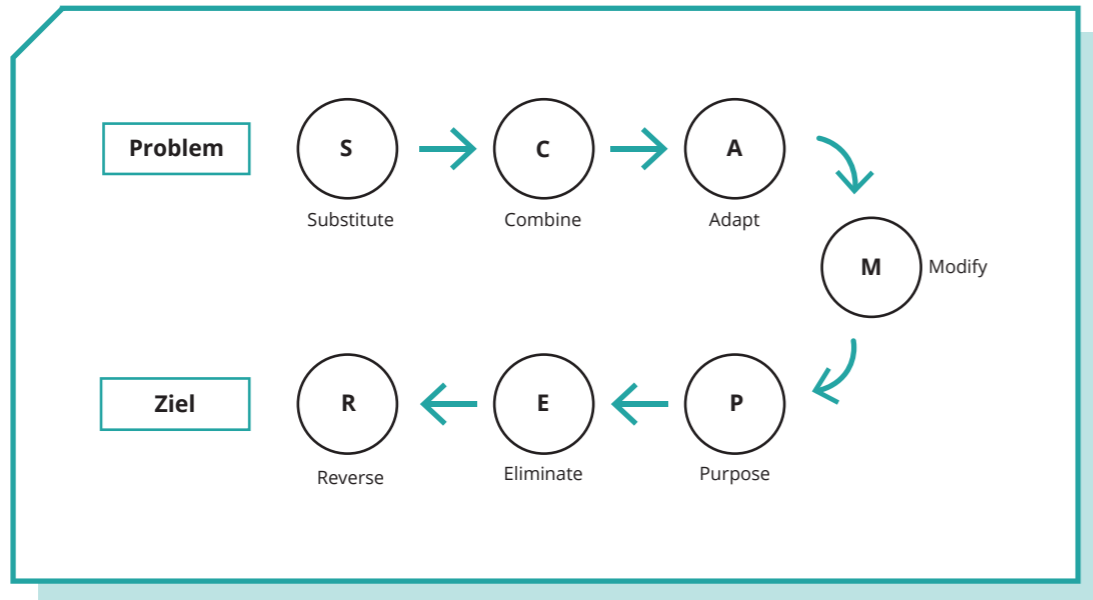 Problem
S
C
A
Substitute
Combine
Adapt
M
Modify
Ziel
R
E
P
Reverse
Eliminate
Purpose